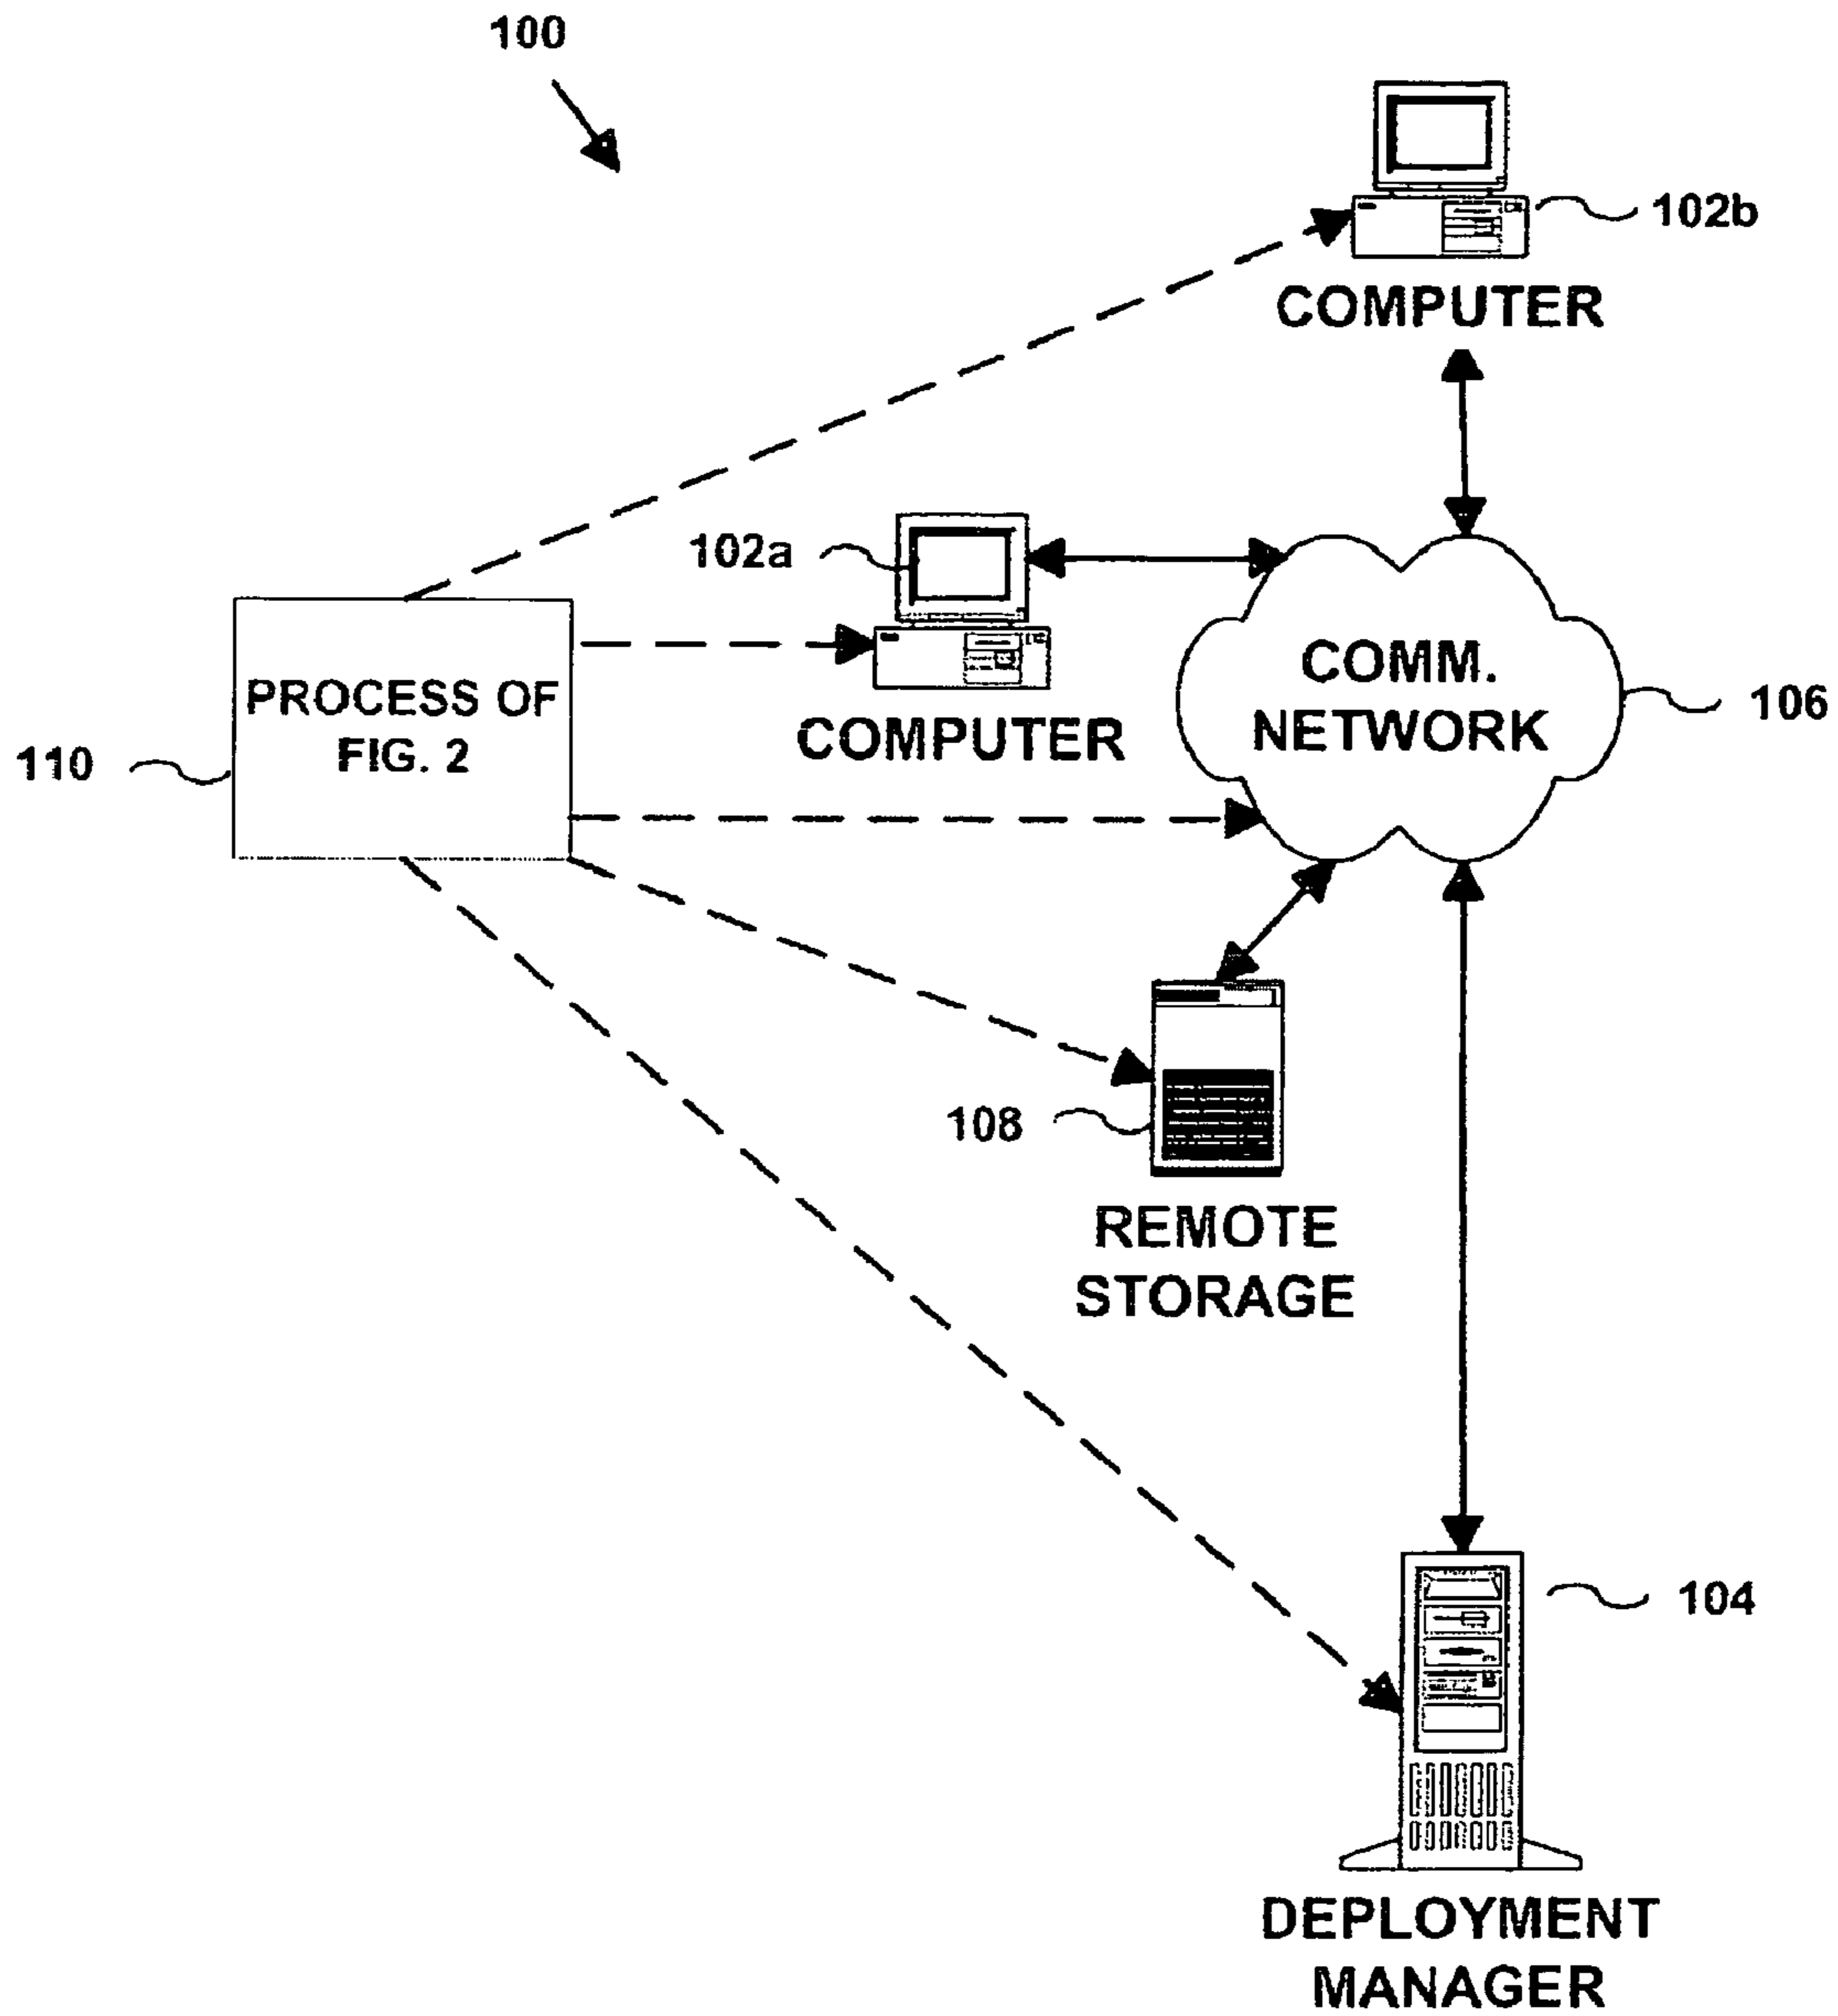 100
102b
COMPUTER
102a
COMPUTER
COMM.
NETWORK
106
PROCESS OF
FIG. 2
110
108
REMOTE
STORAGE
104
DEPLOYMENT
MANAGER